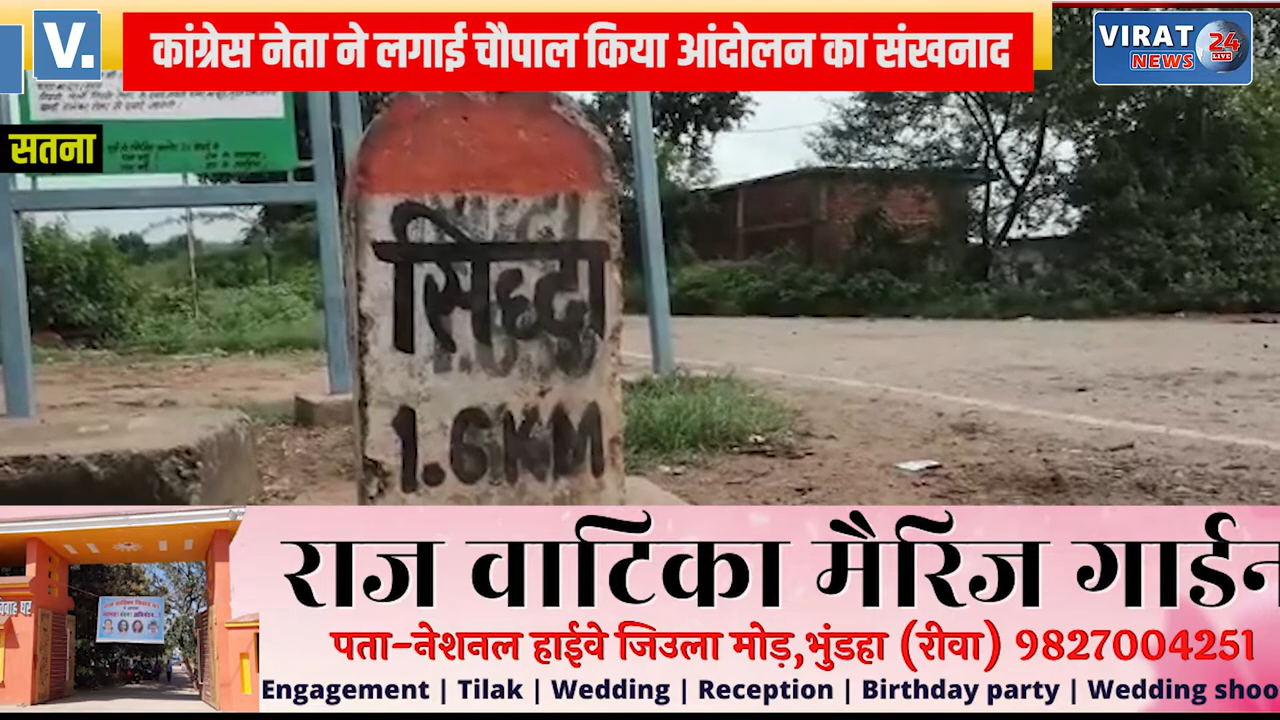 V.
कांग्रेस नेता ने लगाई चौपाल किया आंदोलन का संखनाद
VIRAT
NEWS
24
LIVE
सतना
सिध्दा
1.6KM
राज वाटिका मैरिज गार्डन
पता-नेशनल हाईवे जिउला मोड़,भुंडहा (रीवा) 9827004251
Engagement | Tilak | Wedding | Reception | Birthday party | Wedding shoo